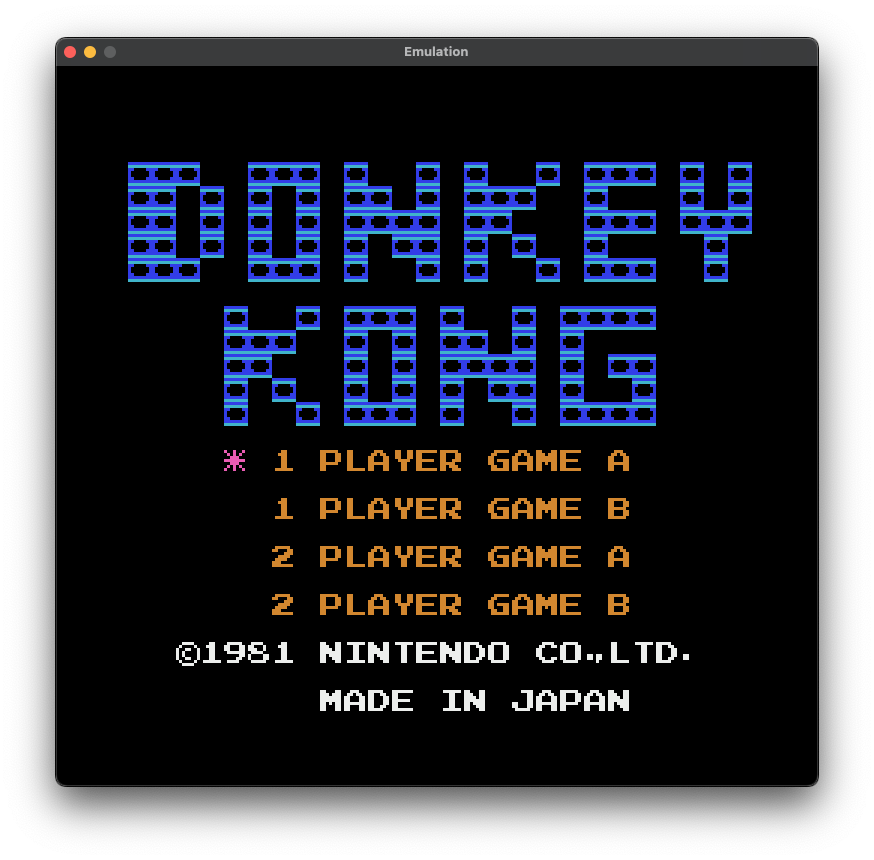 Emulation
DONKEY
KONG
* 1 PLAYER GAME A
1 PLAYER GAME B
2 PLAYER GAME A
2 PLAYER GAME B
©1981 NINTENDO CO.,LTD.
MADE IN JAPAN